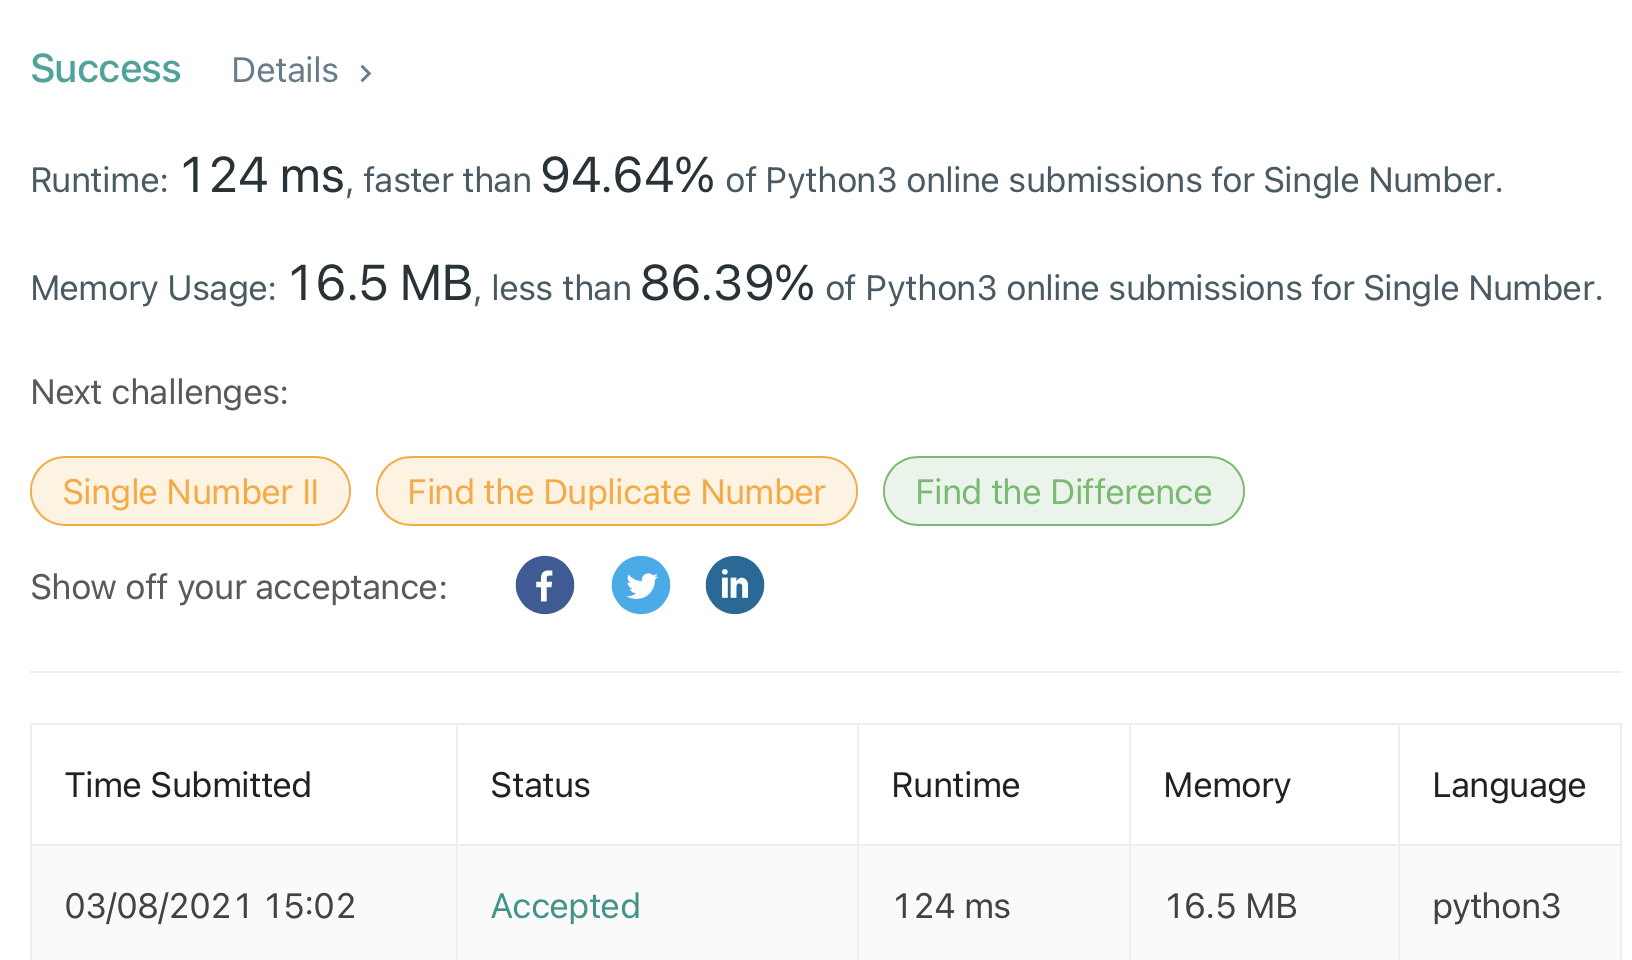 Success Details >
Runtime: 124 ms, faster than 94.64% of Python3 online submissions for Single Number.
Memory Usage: 16.5 MB, less than 86.39% of Python3 online submissions for Single Number.
Next challenges:
Single Number II Find the Duplicate Number Find the Difference
Show off your acceptance: f in
Time Submitted Status Runtime Memory Language
03/08/2021 15:02 Accepted 124 ms 16.5 MB python3